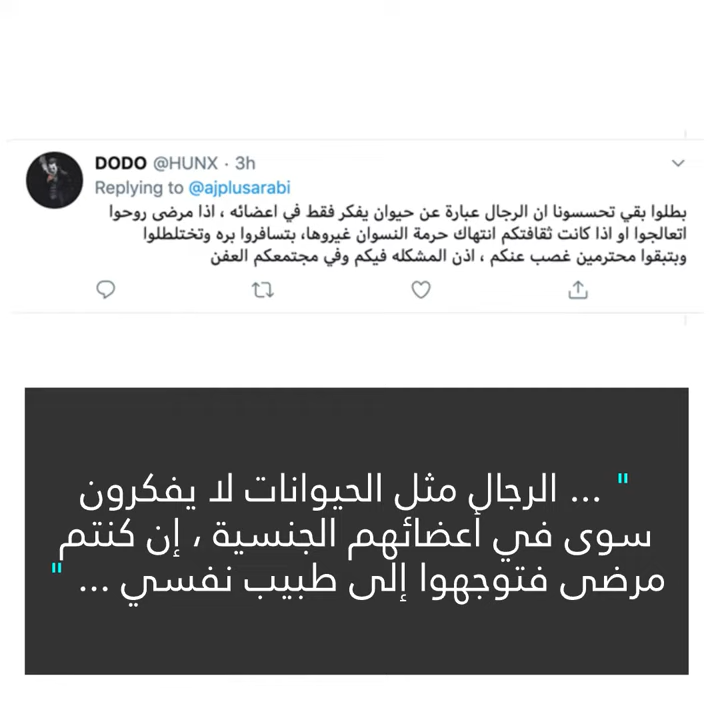 DODO @HUNX · 3h
Replying to @ajplusarabi
بطلوا بقي تحسسونا ان الرجال عبارة عن حيوان يفكر فقط في اعضائه ، اذا مرضى روحوا
اتعالجوا او اذا كانت ثقافتكم انتهاك حرمة النسوان غيروها، بتسافروا بره وتختلطلوا
وبتبقوا محترمين غصب عنكم ، اذن المشكله فيكم وفي مجتمعكم العفن
" ... الرجال مثل الحيوانات لا يفكرون
سوى في أعضائهم الجنسية ، إن كنتم
مرضى فتوجهوا إلى طبيب نفسي ... "